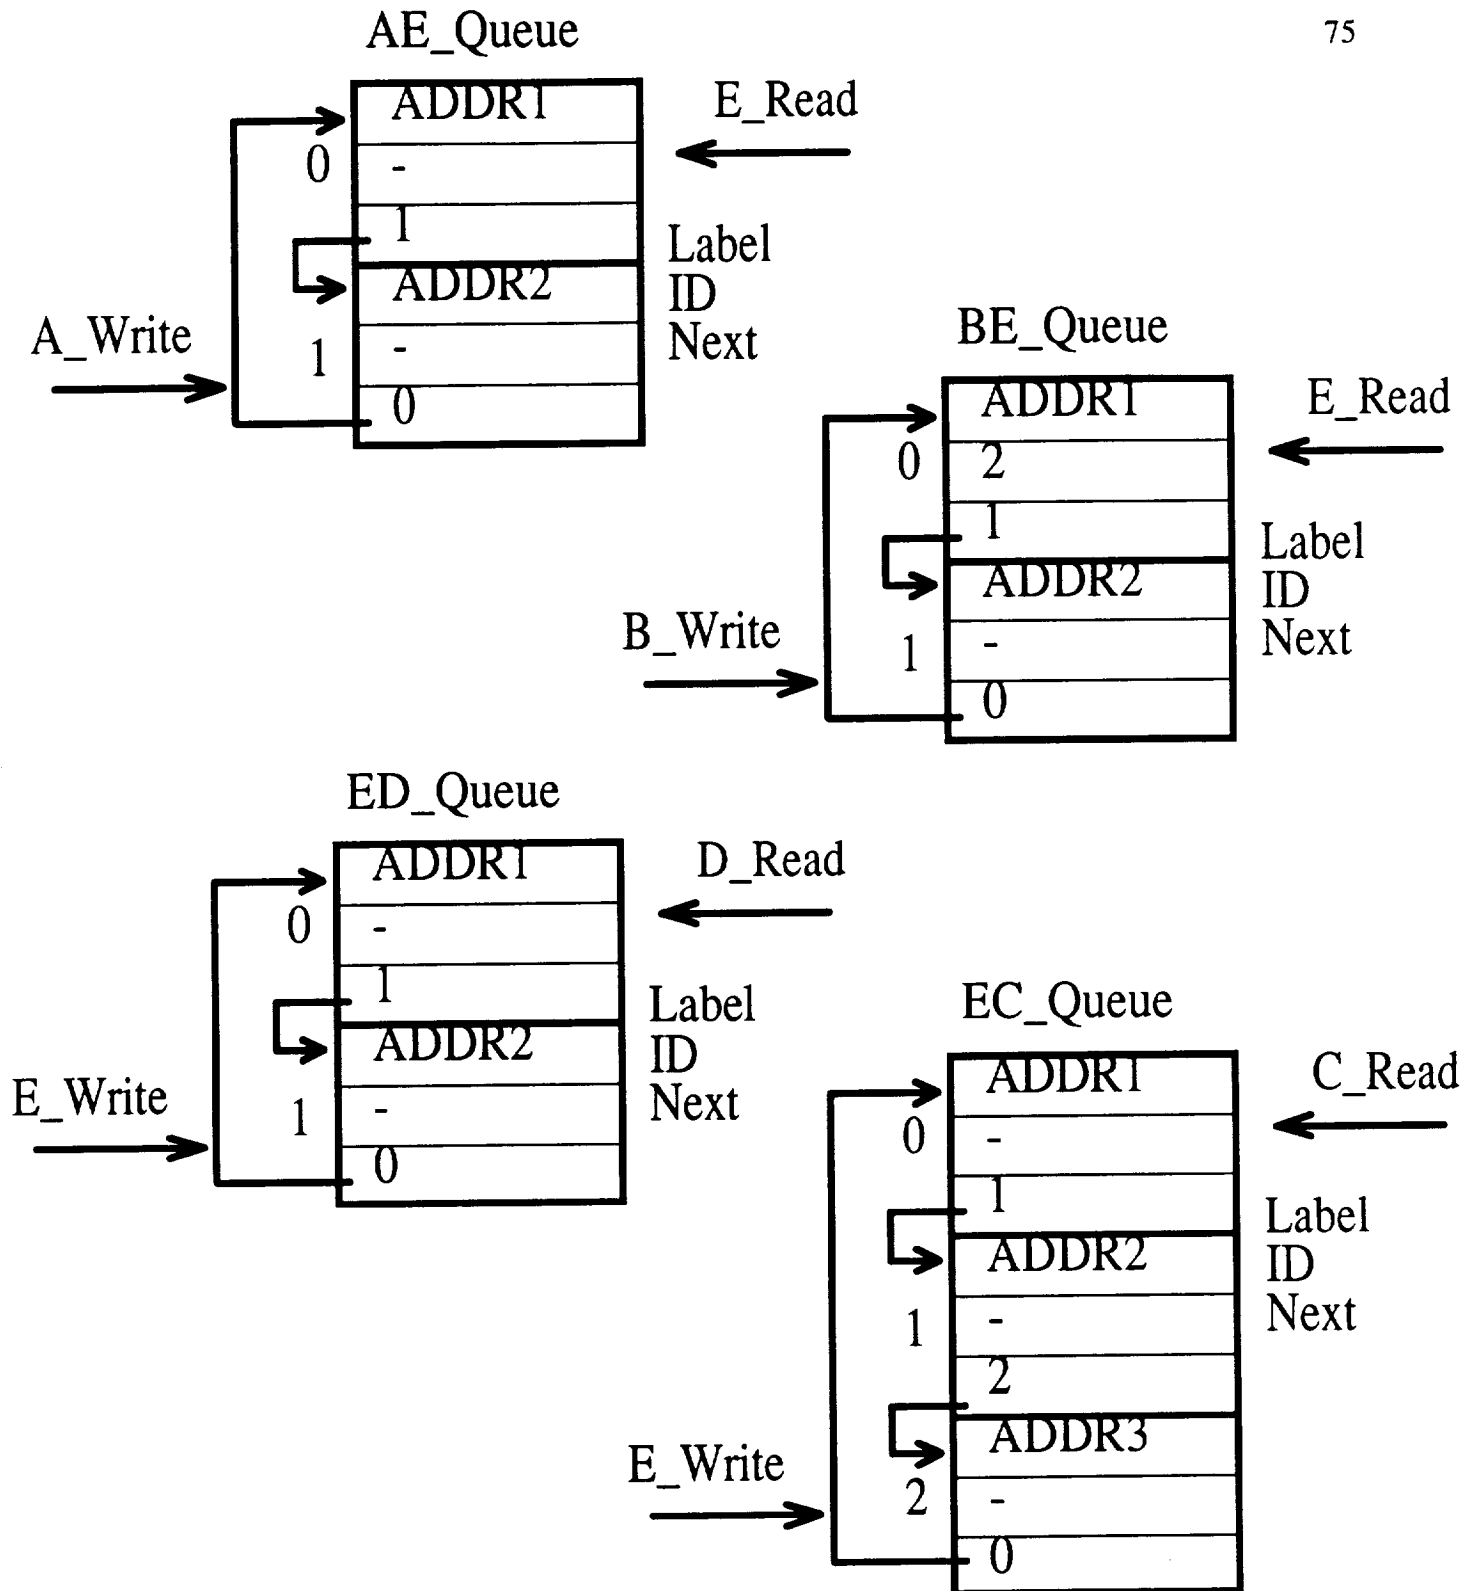 75
AE_Queue
ADDR1
E_Read
0
-
1
Label
ADDR2
ID
A_Write
1
-
Next
0
BE_Queue
ADDR1
E_Read
0
2
1
Label
ADDR2
ID
B_Write
1
-
Next
0
ED_Queue
ADDR1
D_Read
0
-
1
Label
ADDR2
ID
E_Write
1
-
Next
0
EC_Queue
ADDR1
C_Read
0
-
1
Label
ADDR2
ID
1
-
Next
2
ADDR3
E_Write
2
-
0